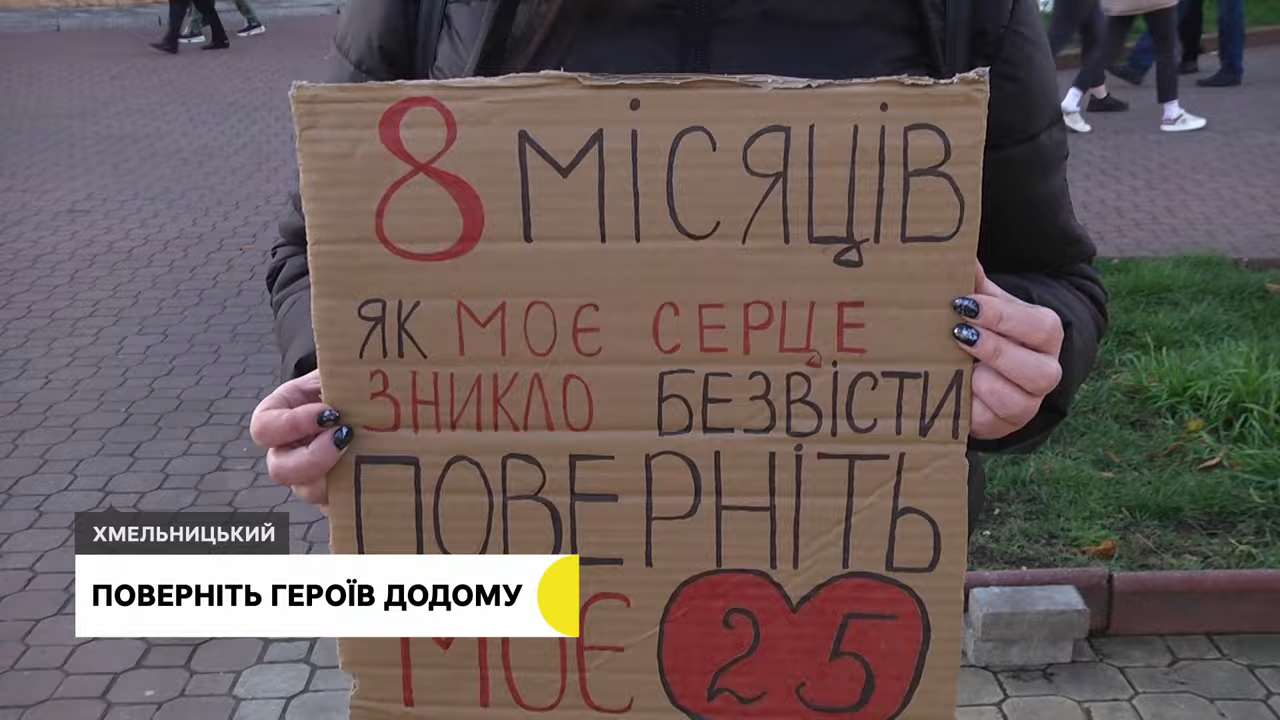 8 МІСЯЦІВ
ЯК МОЄ СЕРЦЕ
ЗНИКЛО БЕЗВІСТИ
ПОВЕРНІТЬ
МОЄ 25
ХМЕЛЬНИЦЬКИЙ
ПОВЕРНІТЬ ГЕРОЇВ ДОДОМУ